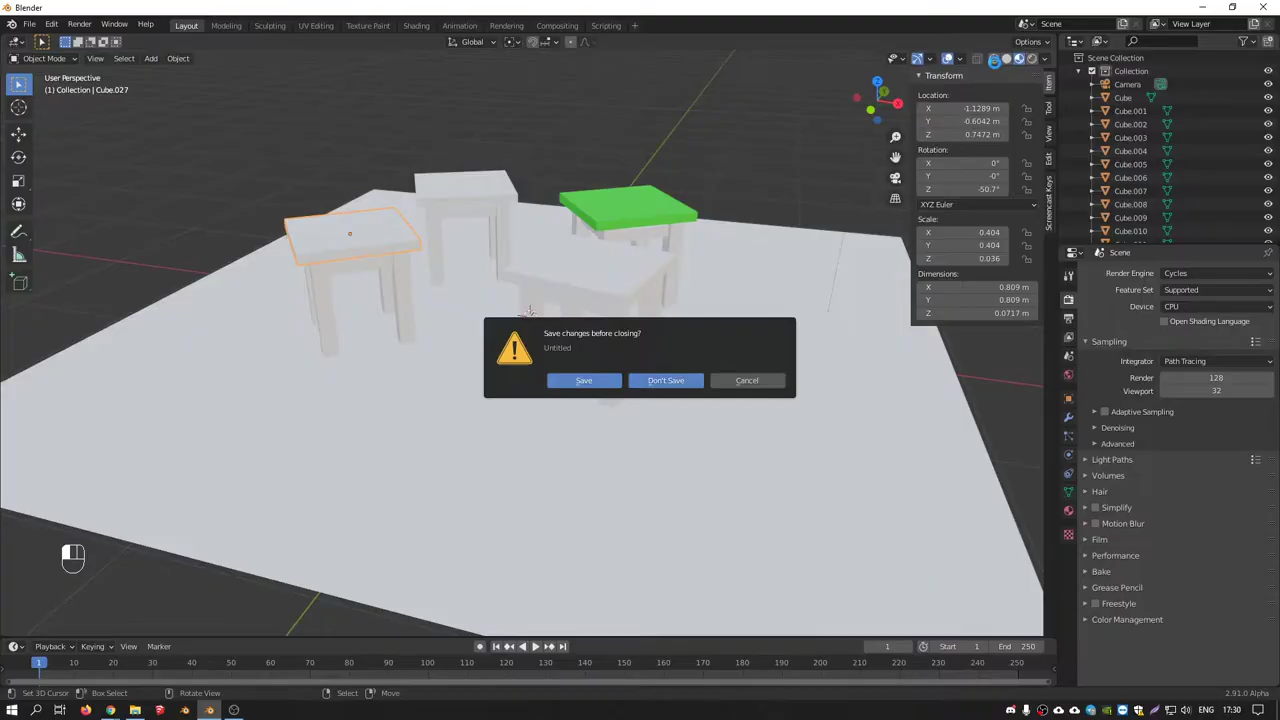 Blender
File Edit Render Window Help Layout Modeling Sculpting UV Editing Texture Paint Shading Animation Rendering Compositing Scripting + Scene View Layer
Global Options
Object Mode View Select Add Object
User Perspective
(1) Collection | Cube.027
Transform
Location:
X -1.1289 m
Y -0.6042 m
Z 0.7472 m
Rotation:
X 0°
Y -0°
Z -50.7°
XYZ Euler
Scale:
X 0.404
Y 0.404
Z 0.036
Dimensions:
X 0.809 m
Y 0.809 m
Z 0.0717 m
Item
Tool
View
Edit
Screencast Keys
Scene Collection
Collection
Camera
Cube
Cube.001
Cube.002
Cube.003
Cube.004
Cube.005
Cube.006
Cube.007
Cube.008
Cube.009
Cube.010
Scene
Render Engine Cycles
Feature Set Supported
Device CPU
Open Shading Language
Sampling
Integrator Path Tracing
Render 128
Viewport 32
Adaptive Sampling
Denoising
Advanced
Light Paths
Volumes
Hair
Simplify
Motion Blur
Film
Performance
Bake
Grease Pencil
Freestyle
Color Management
Save changes before closing?
Untitled
Save Don't Save Cancel
Playback Keying View Marker 1 Start 1 End 250
1 10 20 30 40 50 60 70 80 90 100 110 120 130 140 150 160 170 180 190 200 210 220 230 240 250
Set 3D Cursor Box Select Rotate View Select Move 2.91.0 Alpha
ENG 17:30